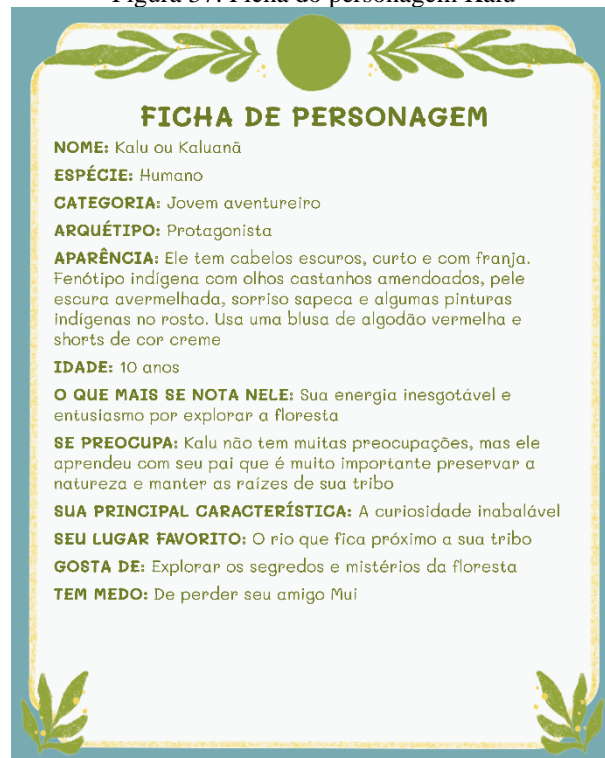 Figura 37. Ficha do personagem Kalu
FICHA DE PERSONAGEM
NOME: Kalu ou Kaluanã
ESPÉCIE: Humano
CATEGORIA: Jovem aventureiro
ARQUÉTIPO: Protagonista
APARÊNCIA: Ele tem cabelos escuros, curto e com franja.
Fenótipo indígena com olhos castanhos amendoados, pele
escura avermelhada, sorriso sapeca e algumas pinturas
indígenas no rosto. Usa uma blusa de algodão vermelha e
shorts de cor creme
IDADE: 10 anos
O QUE MAIS SE NOTA NELE: Sua energia inesgotável e
entusiasmo por explorar a floresta
SE PREOCUPA: Kalu não tem muitas preocupações, mas ele
aprendeu com seu pai que é muito importante preservar a
natureza e manter as raízes de sua tribo
SUA PRINCIPAL CARACTERÍSTICA: A curiosidade inabalável
SEU LUGAR FAVORITO: O rio que fica próximo a sua tribo
GOSTA DE: Explorar os segredos e mistérios da floresta
TEM MEDO: De perder seu amigo Mui